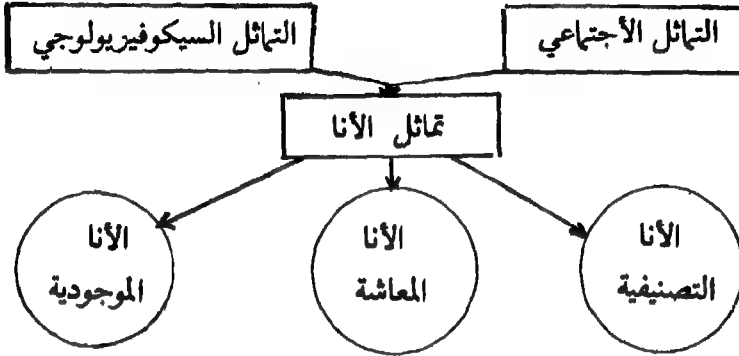 التماثل الأجتماعي
التماثل السيكوفيزيولوجي
تماثل الأنا
الأنا
التصنيفية
الأنا
المعاشة
الأنا
الموجودية